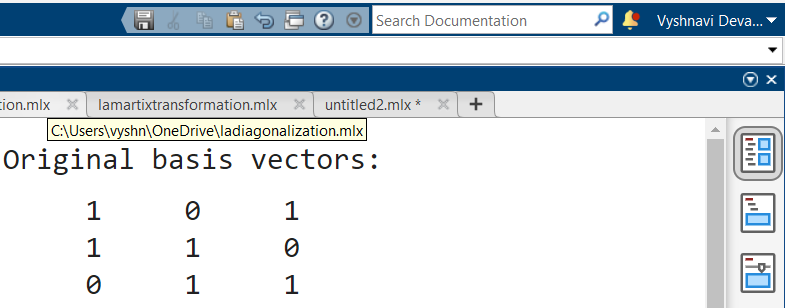 Search Documentation
Vyshnavi Deva...
tion.mlx
lamartixtransformation.mlx
untitled2.mlx *
C:\Users\vyshn\OneDrive\ladiagonalization.mlx
Original basis vectors:
1 0 1
1 1 0
0 1 1